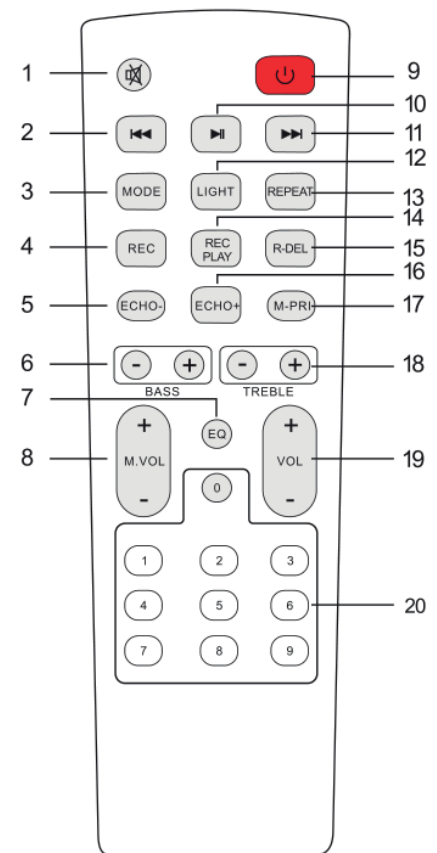 1
9
10
2
11
12
3 MODE LIGHT REPEAT
13
14
4 REC REC PLAY R-DEL
15
16
5 ECHO- ECHO+ M-PRI 17
6 - + - + 18
BASS TREBLE
7
+ EQ +
8 M.VOL VOL 19
- 0 -
1 2 3
4 5 6 20
7 8 9